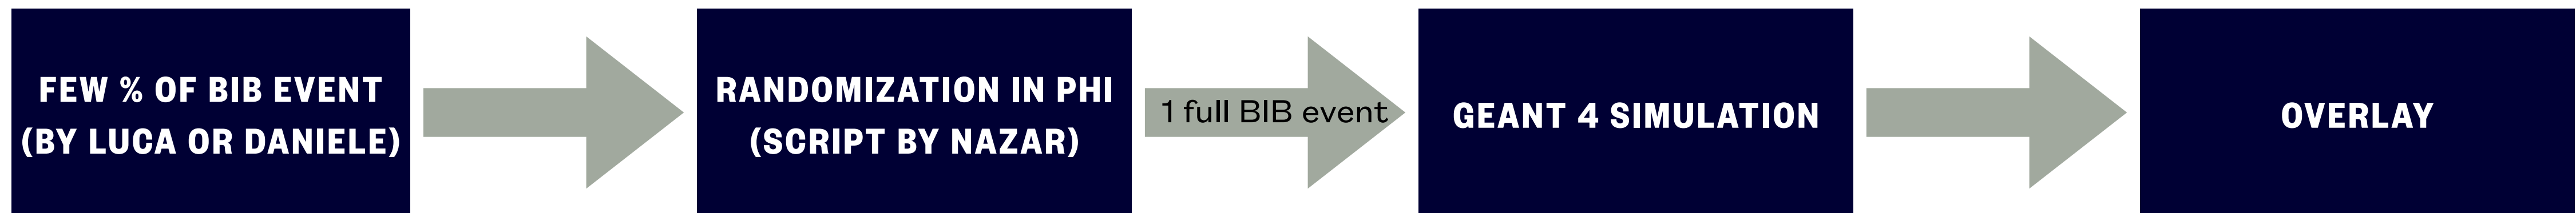 FEW % OF BIB EVENT
(BY LUCA OR DANIELE)
RANDOMIZATION IN PHI
(SCRIPT BY NAZAR)
1 full BIB event
GEANT 4 SIMULATION
OVERLAY